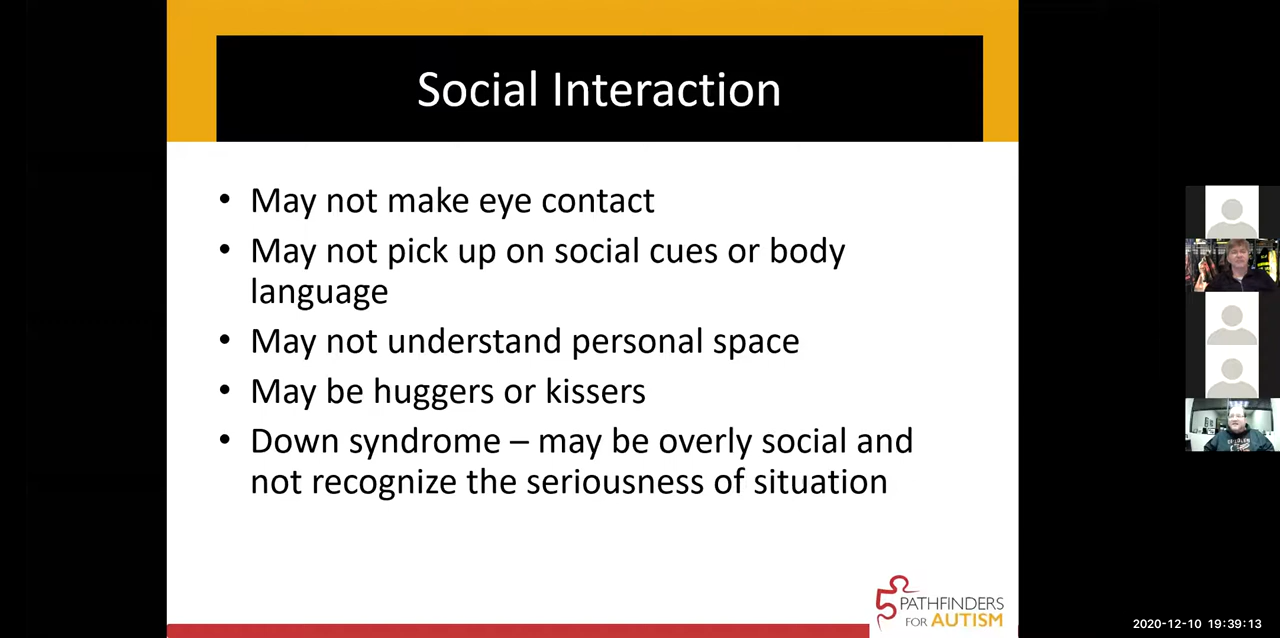 Social Interaction
• May not make eye contact
• May not pick up on social cues or body
language
• May not understand personal space
• May be huggers or kissers
• Down syndrome – may be overly social and
not recognize the seriousness of situation
PATHFINDERS
FOR AUTISM
2020-12-10 19:39:13